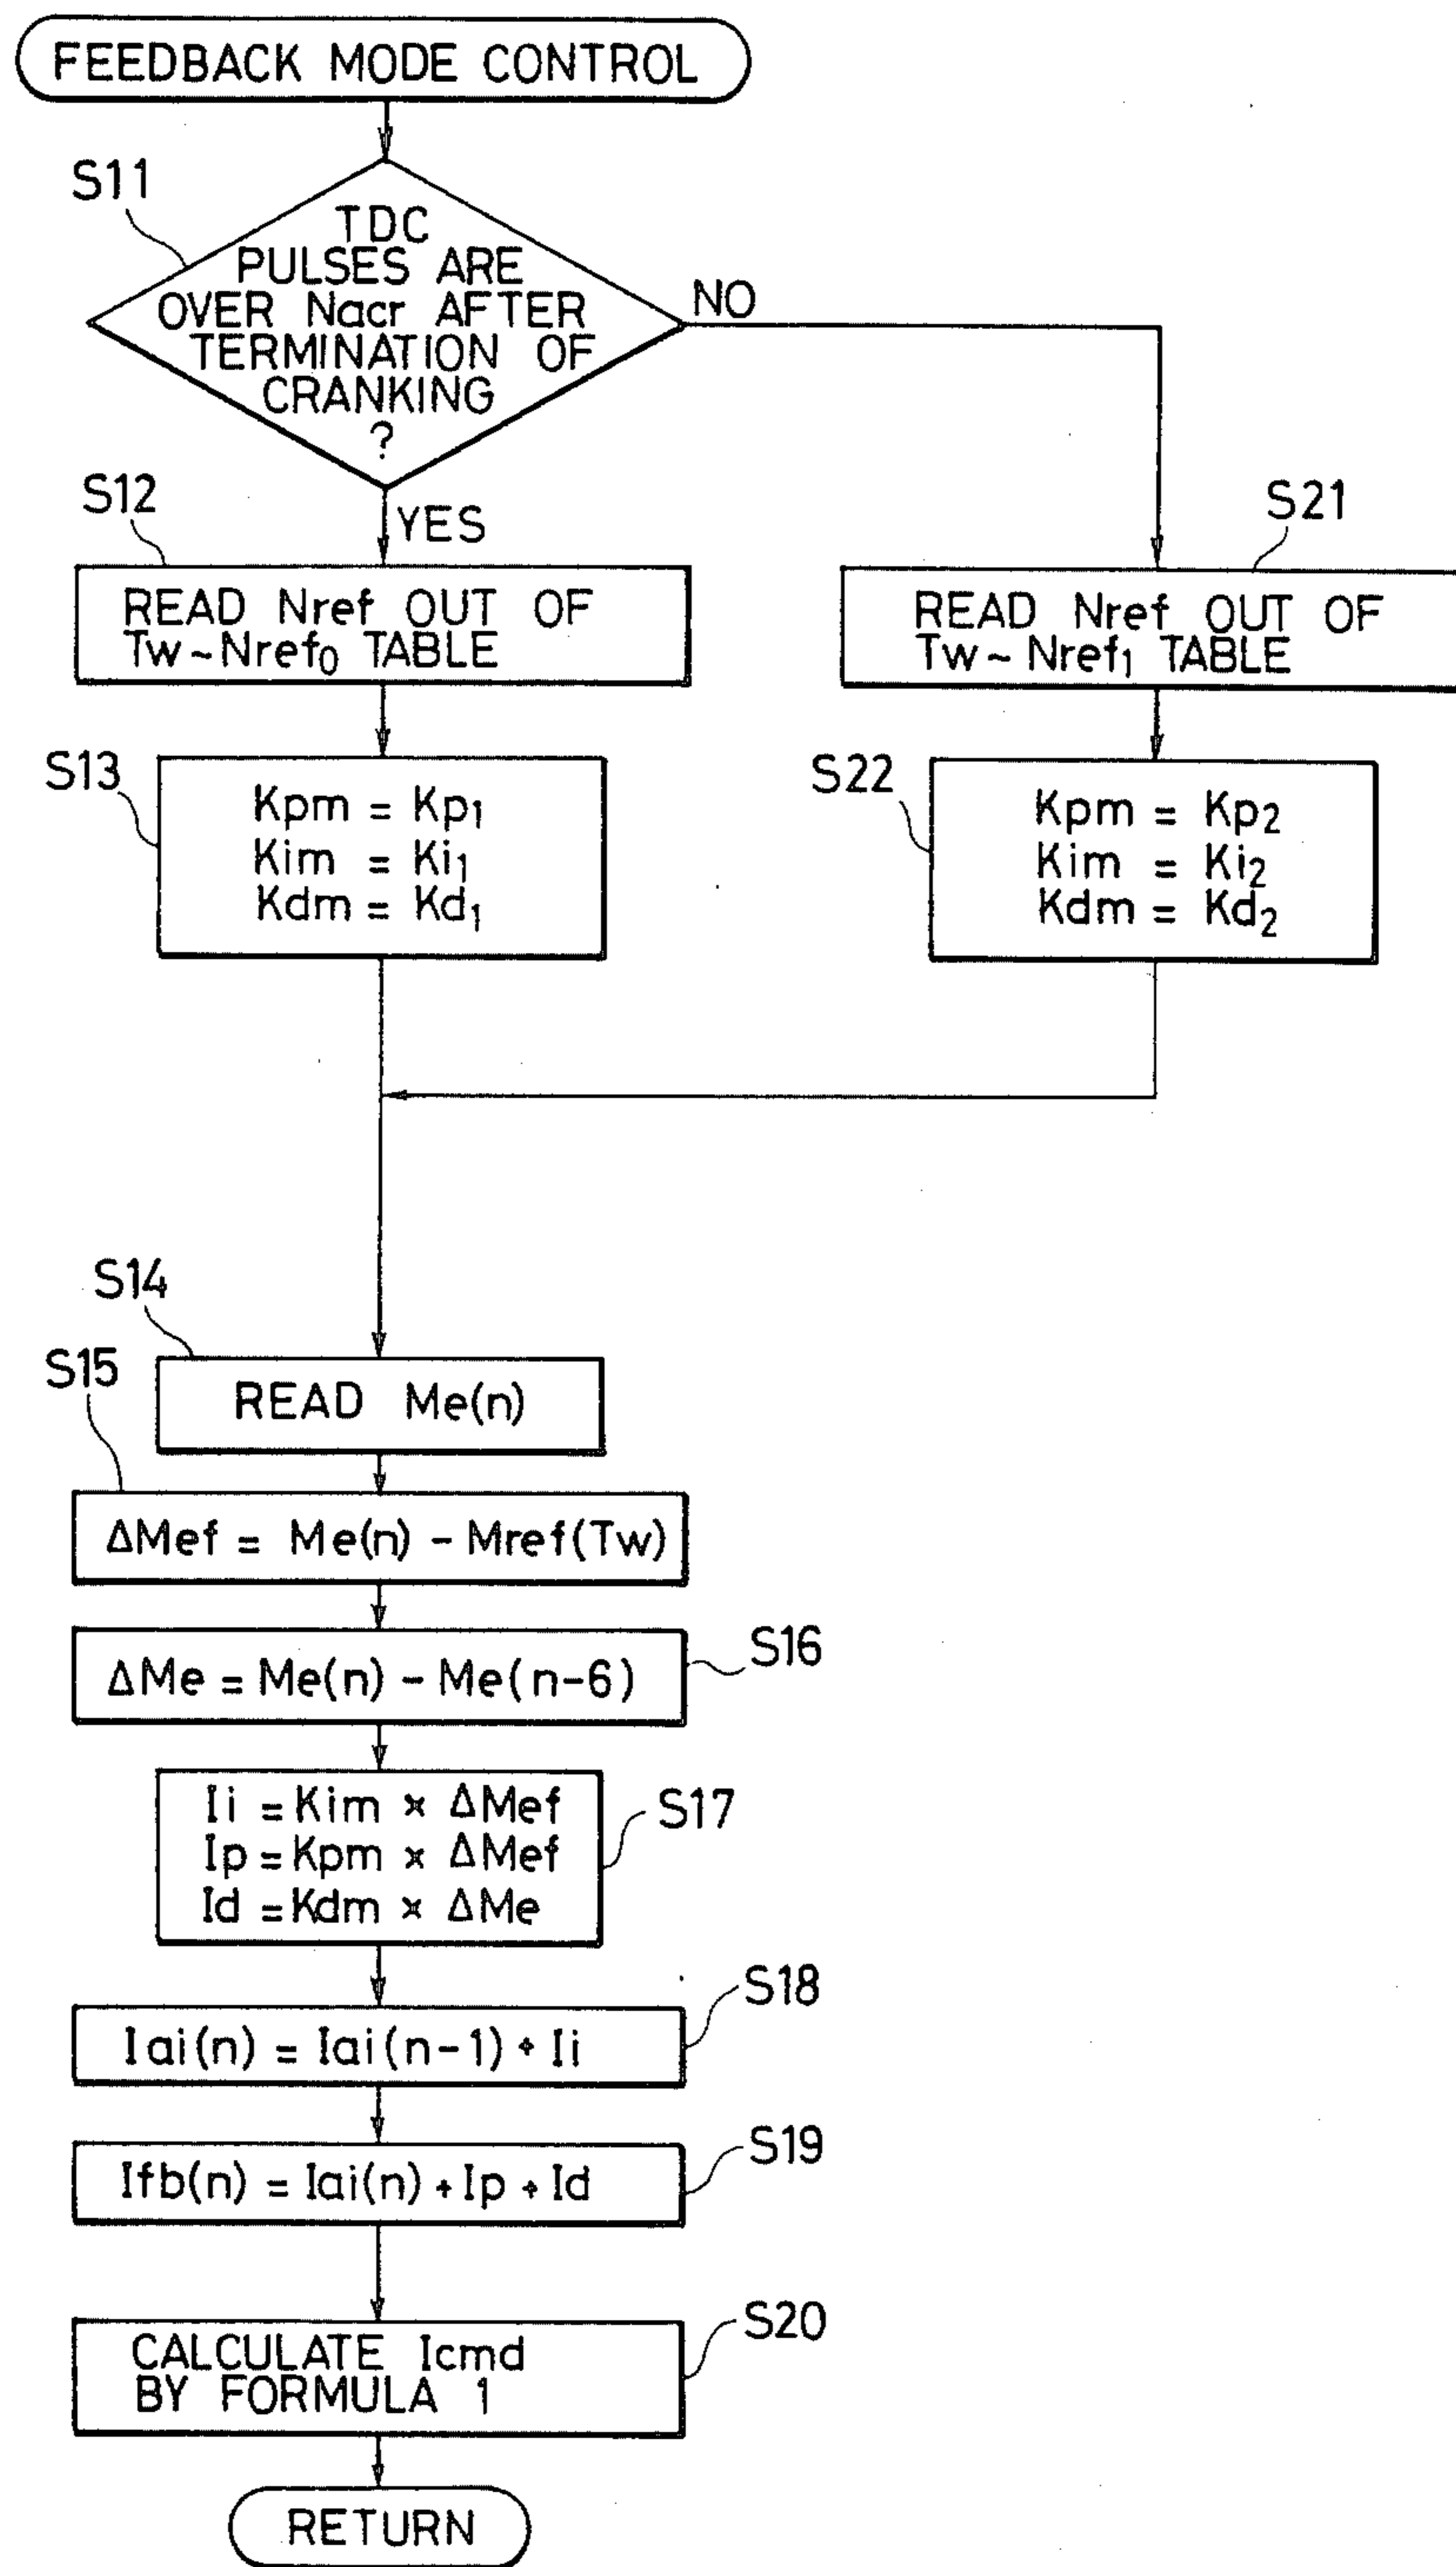 FEEDBACK MODE CONTROL
S11
TDC
PULSES ARE
OVER Nacr AFTER
TERMINATION OF
CRANKING
?
NO
YES
S12
READ Nref OUT OF
Tw~Nref₀ TABLE
S21
READ Nref OUT OF
Tw~Nref₁ TABLE
S13
Kpm = Kp₁
Kim = Ki₁
Kdm = Kd₁
S22
Kpm = Kp₂
Kim = Ki₂
Kdm = Kd₂
S14
READ Me(n)
S15
ΔMef = Me(n) - Mref(Tw)
S16
ΔMe = Me(n) - Me(n-6)
S17
Ii = Kim × ΔMef
Ip = Kpm × ΔMef
Id = Kdm × ΔMe
S18
Iai(n) = Iai(n-1) + Ii
S19
Ifb(n) = Iai(n) + Ip + Id
S20
CALCULATE Icmd
BY FORMULA 1
RETURN